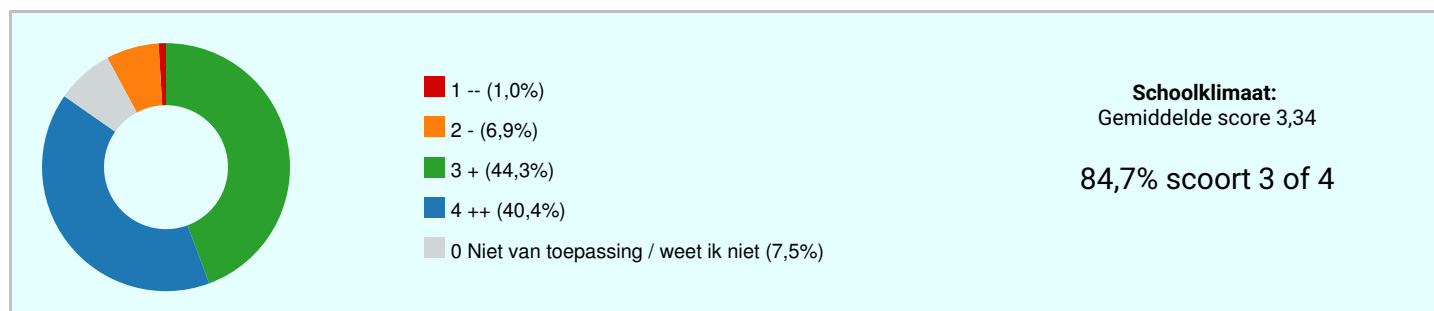 1 -- (1,0%)
2 - (6,9%)
3 + (44,3%)
4 ++ (40,4%)
0 Niet van toepassing / weet ik niet (7,5%)
Schoolklimaat:
Gemiddelde score 3,34
84,7% scoort 3 of 4